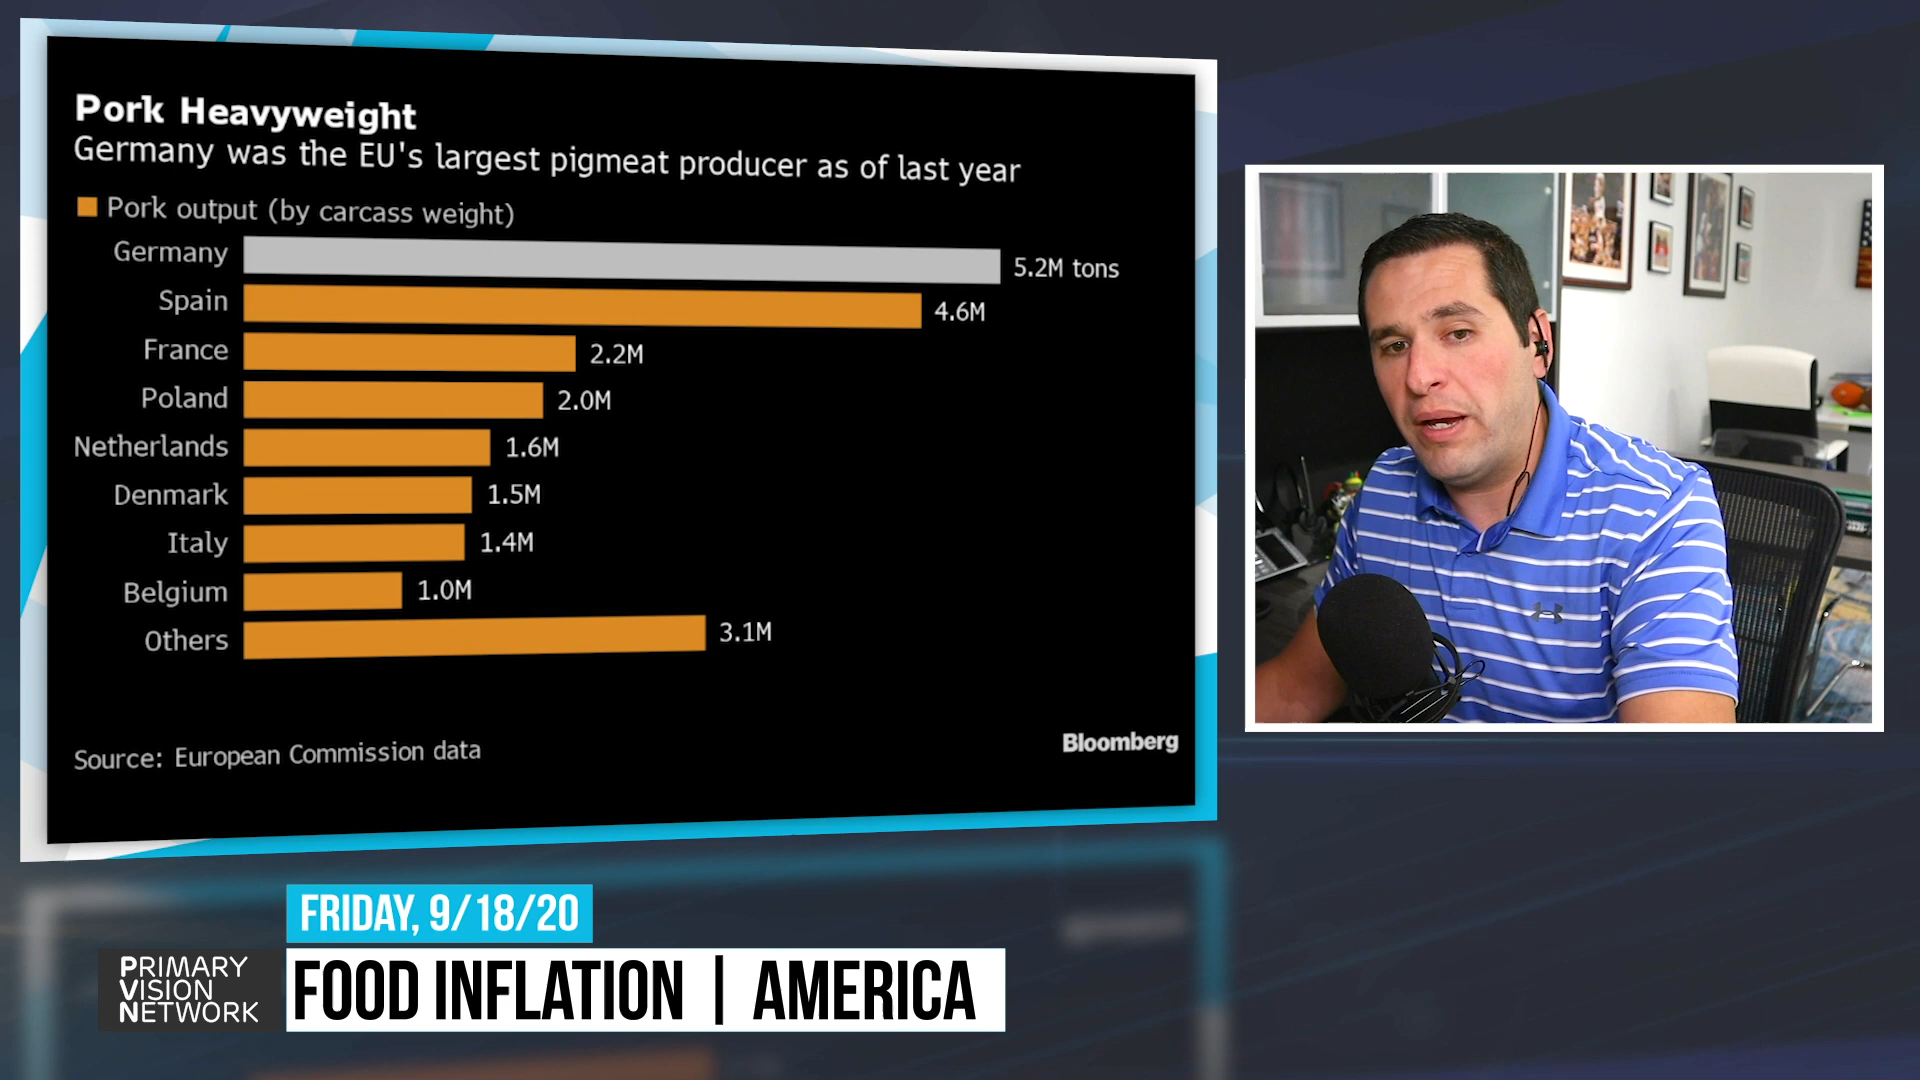 Pork Heavyweight
Germany was the EU's largest pigmeat producer as of last year
Pork output (by carcass weight)
Germany 5.2M tons
Spain 4.6M
France 2.2M
Poland 2.0M
Netherlands 1.6M
Denmark 1.5M
Italy 1.4M
Belgium 1.0M
Others 3.1M
Source: European Commission data
Bloomberg
FRIDAY, 9/18/20
PRIMARY
VISION
NETWORK
FOOD INFLATION | AMERICA